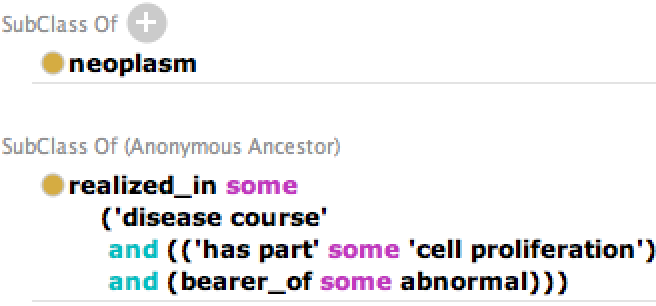 SubClass Of +
neoplasm
SubClass Of (Anonymous Ancestor)
realized_in some
('disease course'
and (('has part' some 'cell proliferation')
and (bearer_of some abnormal)))